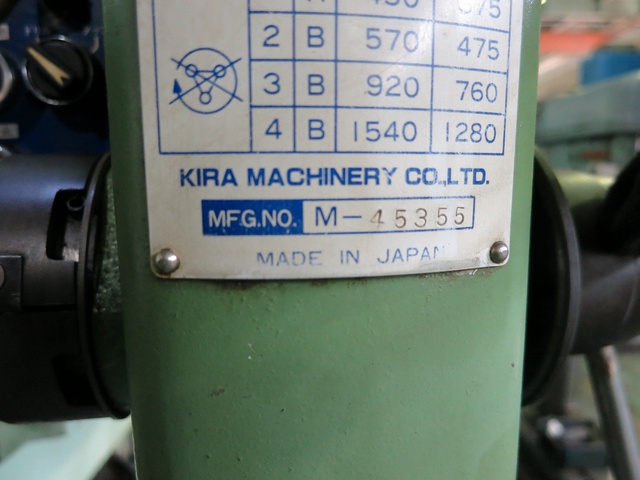 2 B 570 475
3 B 920 760
4 B 1540 1280
KIRA MACHINERY CO.,LTD.
MFG.NO. M-45355
MADE IN JAPAN